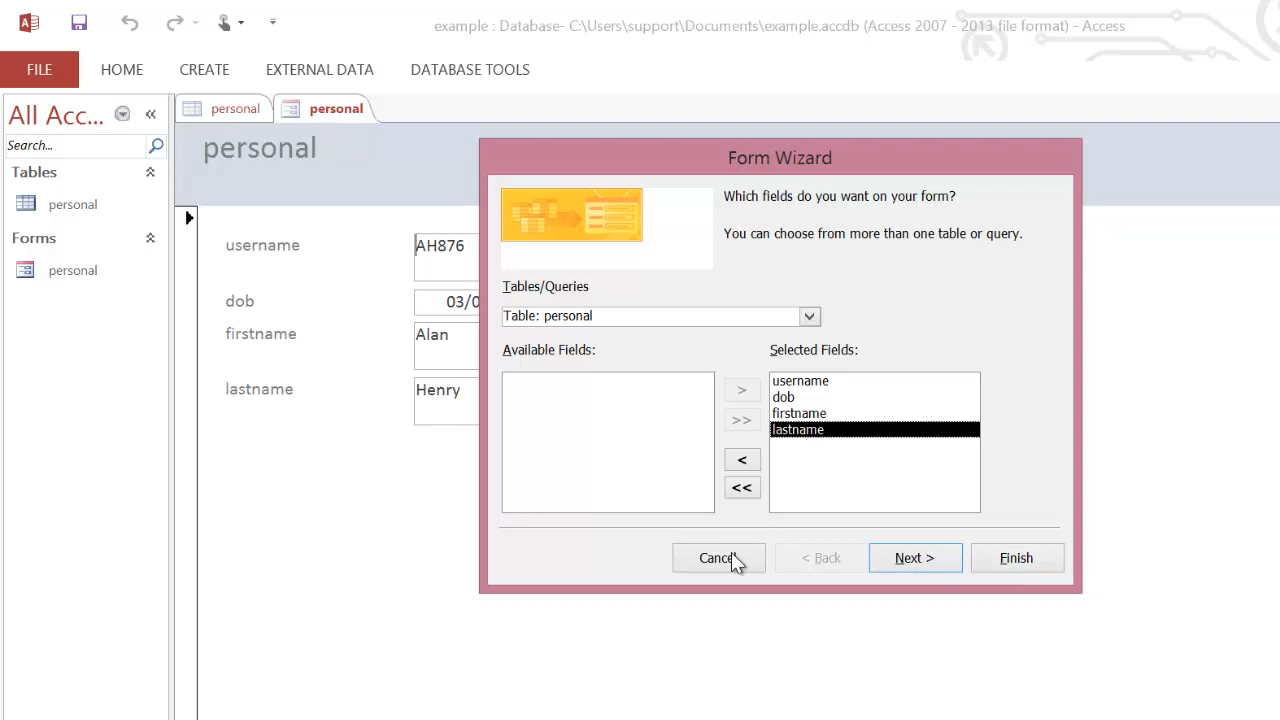 example : Database- C:\Users\support\Documents\example.accdb (Access 2007 - 2013 file format) - Access
FILE HOME CREATE EXTERNAL DATA DATABASE TOOLS
All Acc...
Search...
Tables
personal
Forms
personal
personal personal
personal
username AH876
dob 03/0
firstname Alan
lastname Henry
Form Wizard
Which fields do you want on your form?
You can choose from more than one table or query.
Tables/Queries
Table: personal
Available Fields: Selected Fields:
username
dob
firstname
lastname
>
>>
<
<<
Cancel < Back Next > Finish